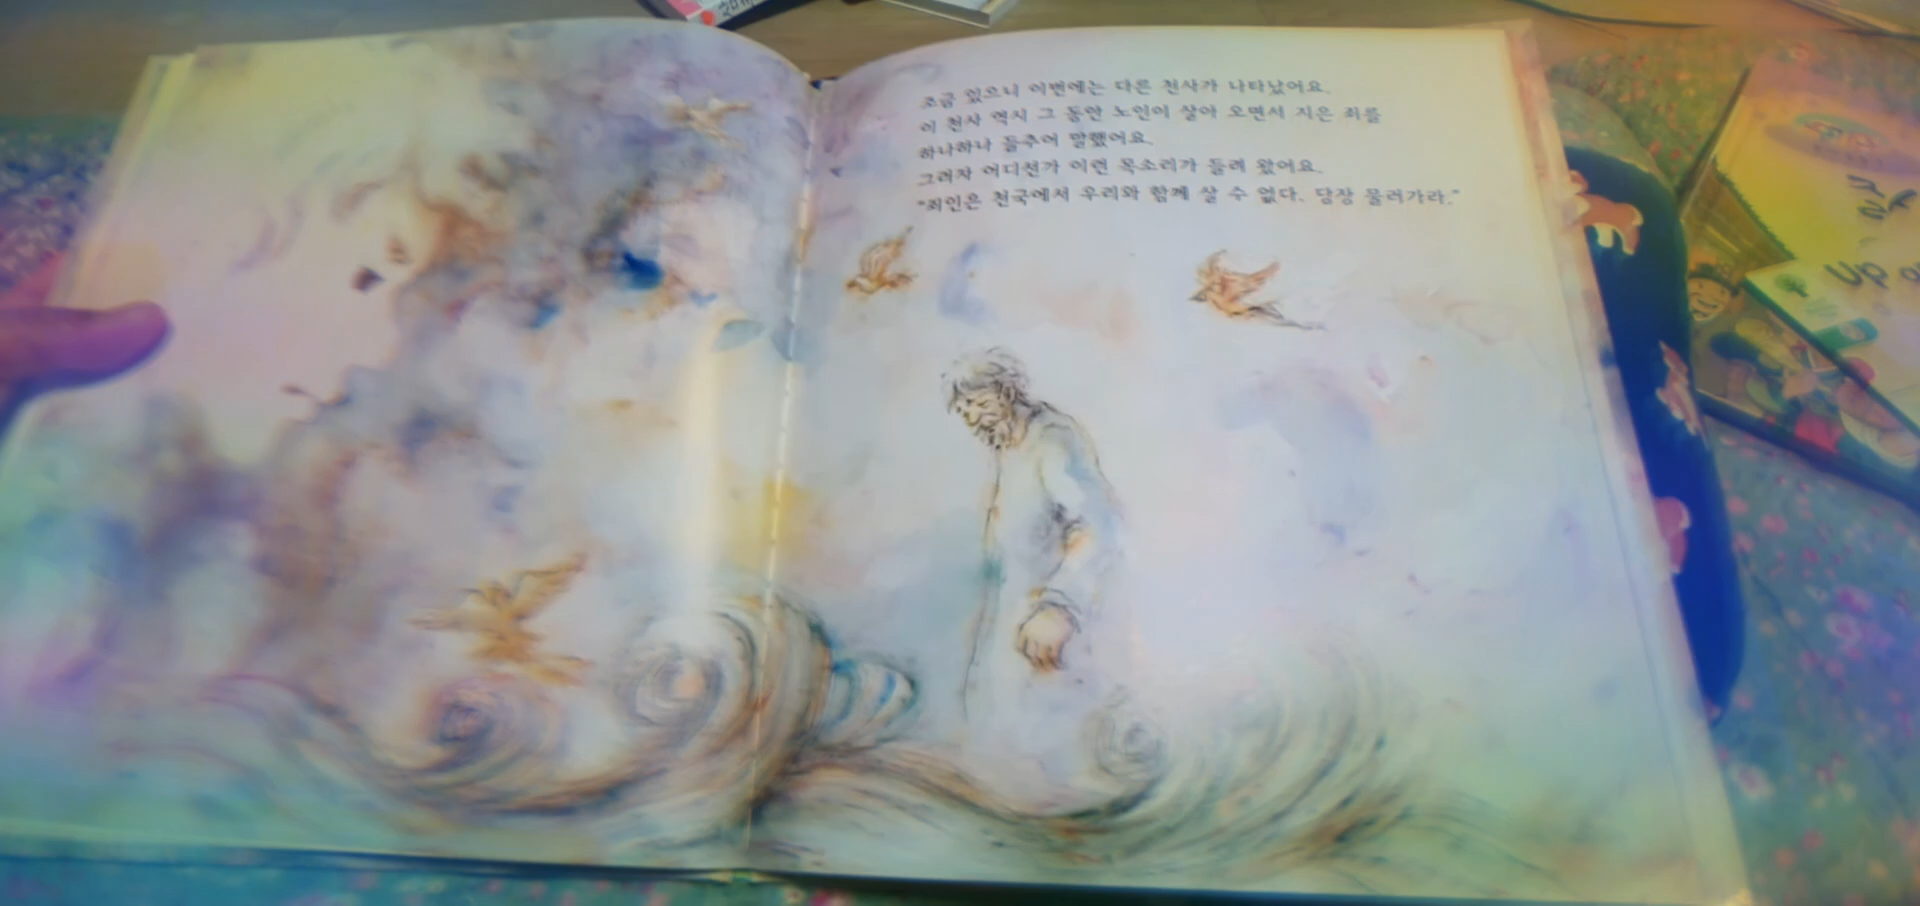 조금 있으니 이번에는 다른 천사가 나타났어요.
이 천사 역시 그 동안 노인이 살아 오면서 지은 죄를
하나하나 들추어 말했어요.
그러자 어디선가 이런 목소리가 들려 왔어요.
"죄인은 천국에서 우리와 함께 살 수 없다. 당장 물러가라."
Up